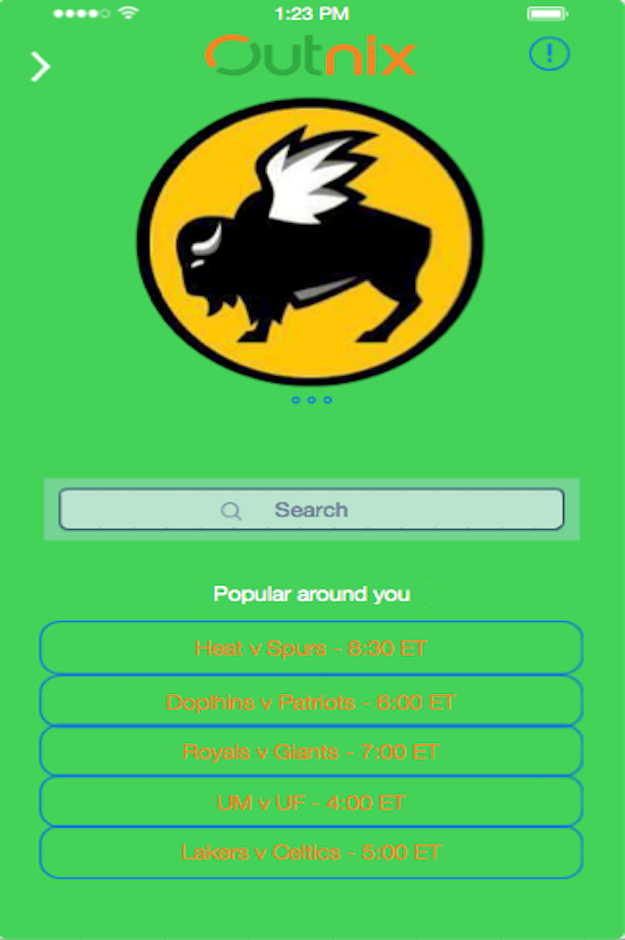 1:23 PM
OutnIx
!
Search
Popular around you
Heat v Spurs - 8:30 ET
Doplhins v Patriots - 6:00 ET
Royals v Giants - 7:00 ET
UM v UF - 4:00 ET
Lakers v Celtics - 5:00 ET